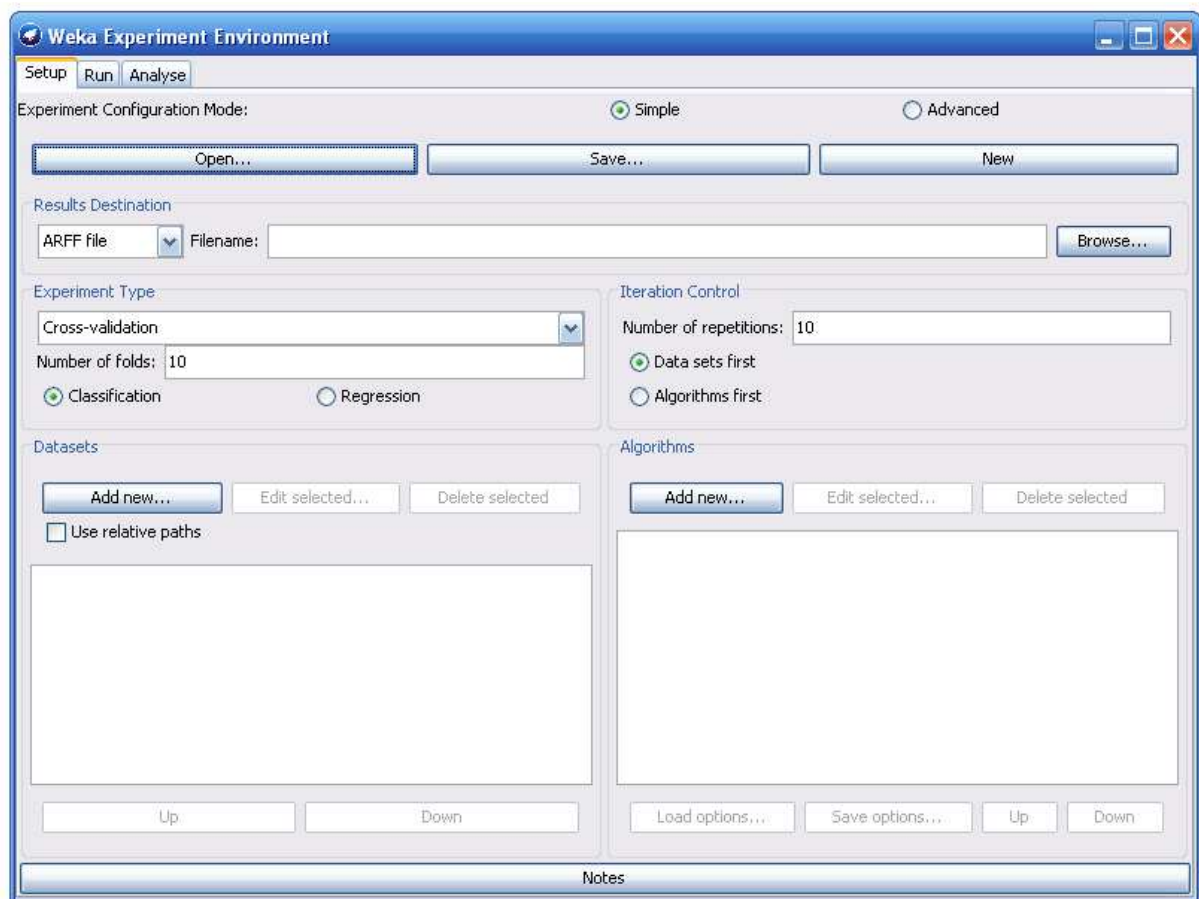 Weka Experiment Environment
Setup Run Analyse
Experiment Configuration Mode: Simple Advanced
Open... Save... New
Results Destination
ARFF file Filename: Browse...
Experiment Type
Cross-validation
Number of folds: 10
Classification Regression
Iteration Control
Number of repetitions: 10
Data sets first
Algorithms first
Datasets
Add new... Edit selected... Delete selected
Use relative paths
Up Down
Algorithms
Add new... Edit selected... Delete selected
Load options... Save options... Up Down
Notes